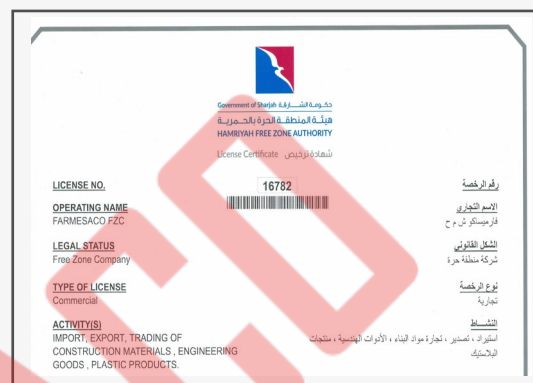 Government of Sharjah حكومة الشارقة
هيئة المنطقة الحرة بالحمرية
HAMRIYAH FREE ZONE AUTHORITY
License Certificate شهادة ترخيص
LICENSE NO. 16782 رقم الرخصة
OPERATING NAME الاسم التجاري
FARMESACO FZC فارميساكو ش م ح
LEGAL STATUS الشكل القانوني
Free Zone Company شركة منطقة حرة
TYPE OF LICENSE نوع الرخصة
Commercial تجارية
ACTIVITY(S) النشاط
IMPORT, EXPORT, TRADING OF استيراد ، تصدير ، تجارة مواد البناء ، الأدوات الهندسية ، منتجات
CONSTRUCTION MATERIALS , ENGINEERING البلاستيك
GOODS , PLASTIC PRODUCTS.